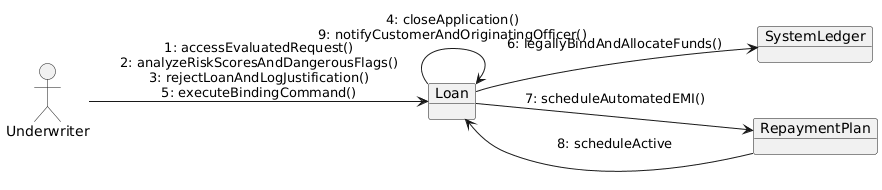 4: closeApplication()
9: notifyCustomerAndOriginatingOfficer()
6: legallyBindAndAllocateFunds()
SystemLedger
1: accessEvaluatedRequest()
2: analyzeRiskScoresAndDangerousFlags()
3: rejectLoanAndLogJustification()
5: executeBindingCommand()
Loan
7: scheduleAutomatedEMI()
Underwriter
RepaymentPlan
8: scheduleActive